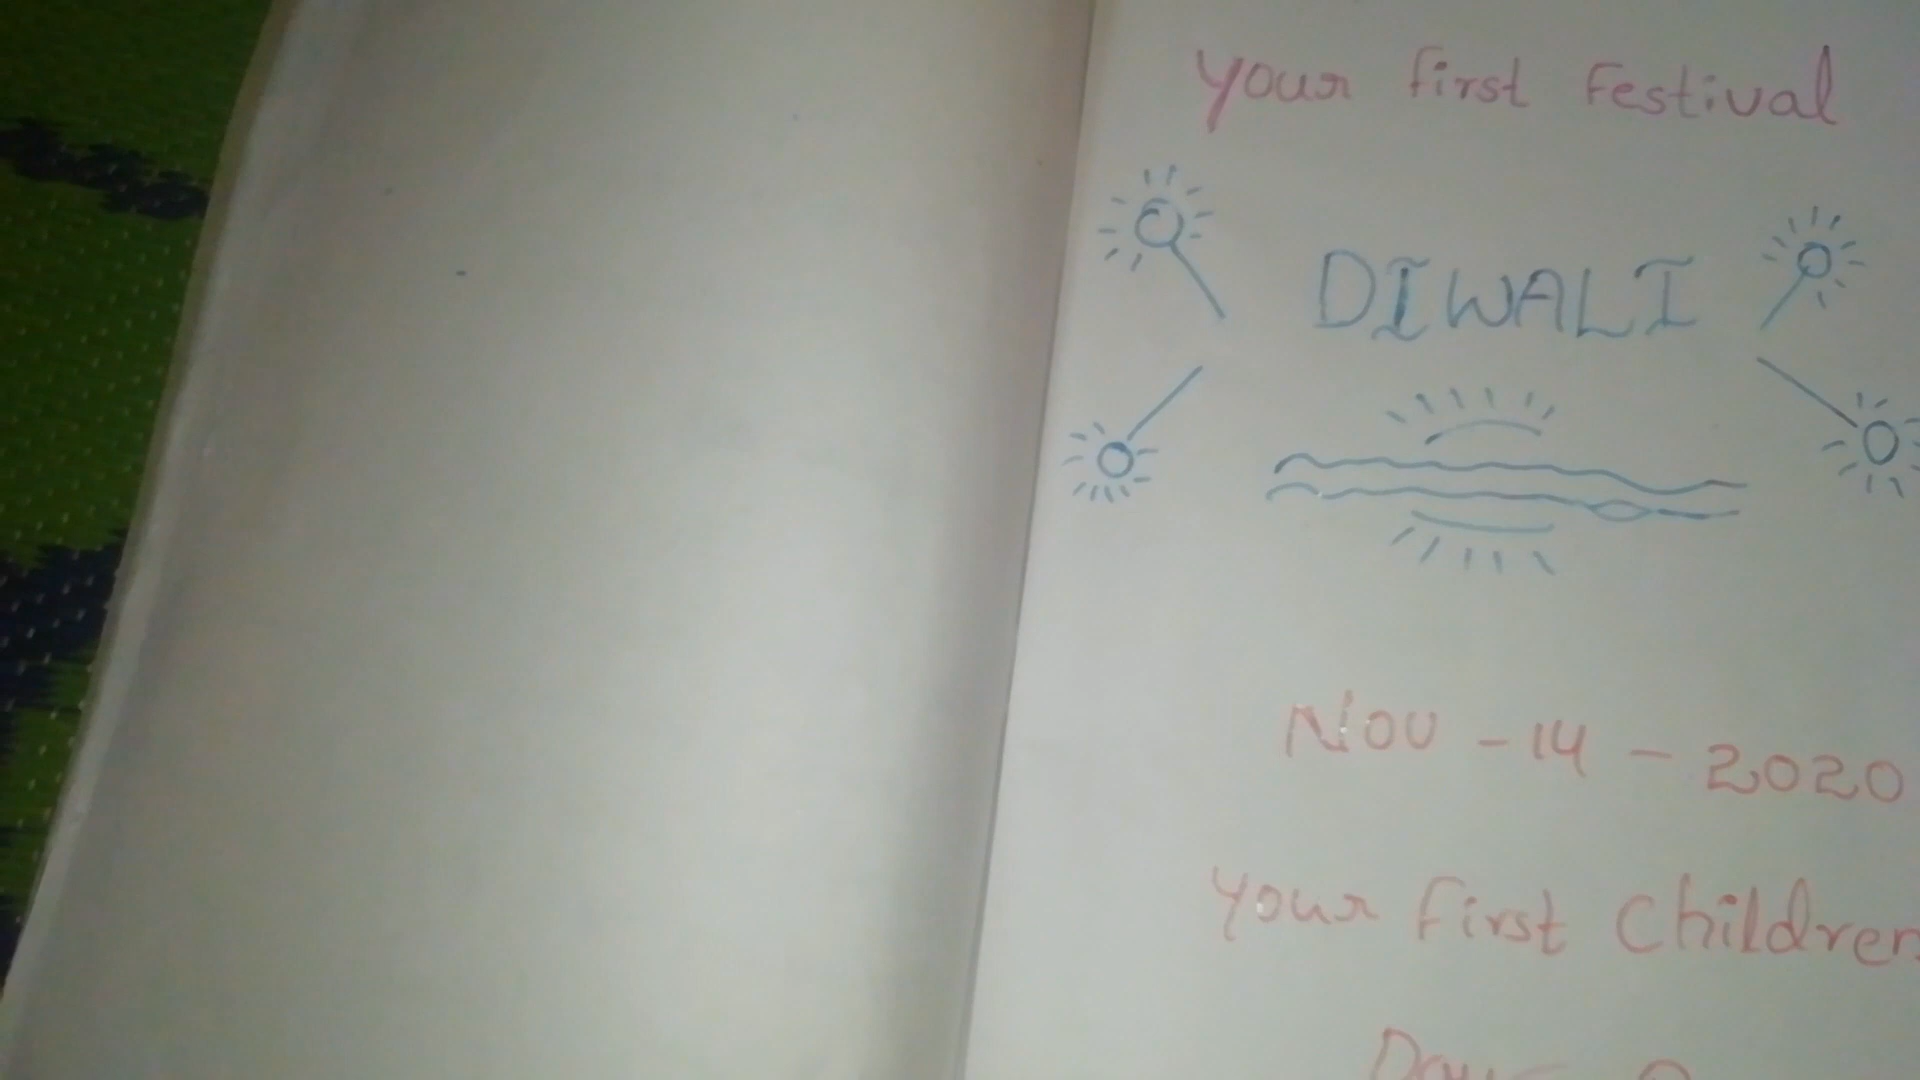 Your first Festival
DIWALI
Nov - 14 - 2020
Your first Children